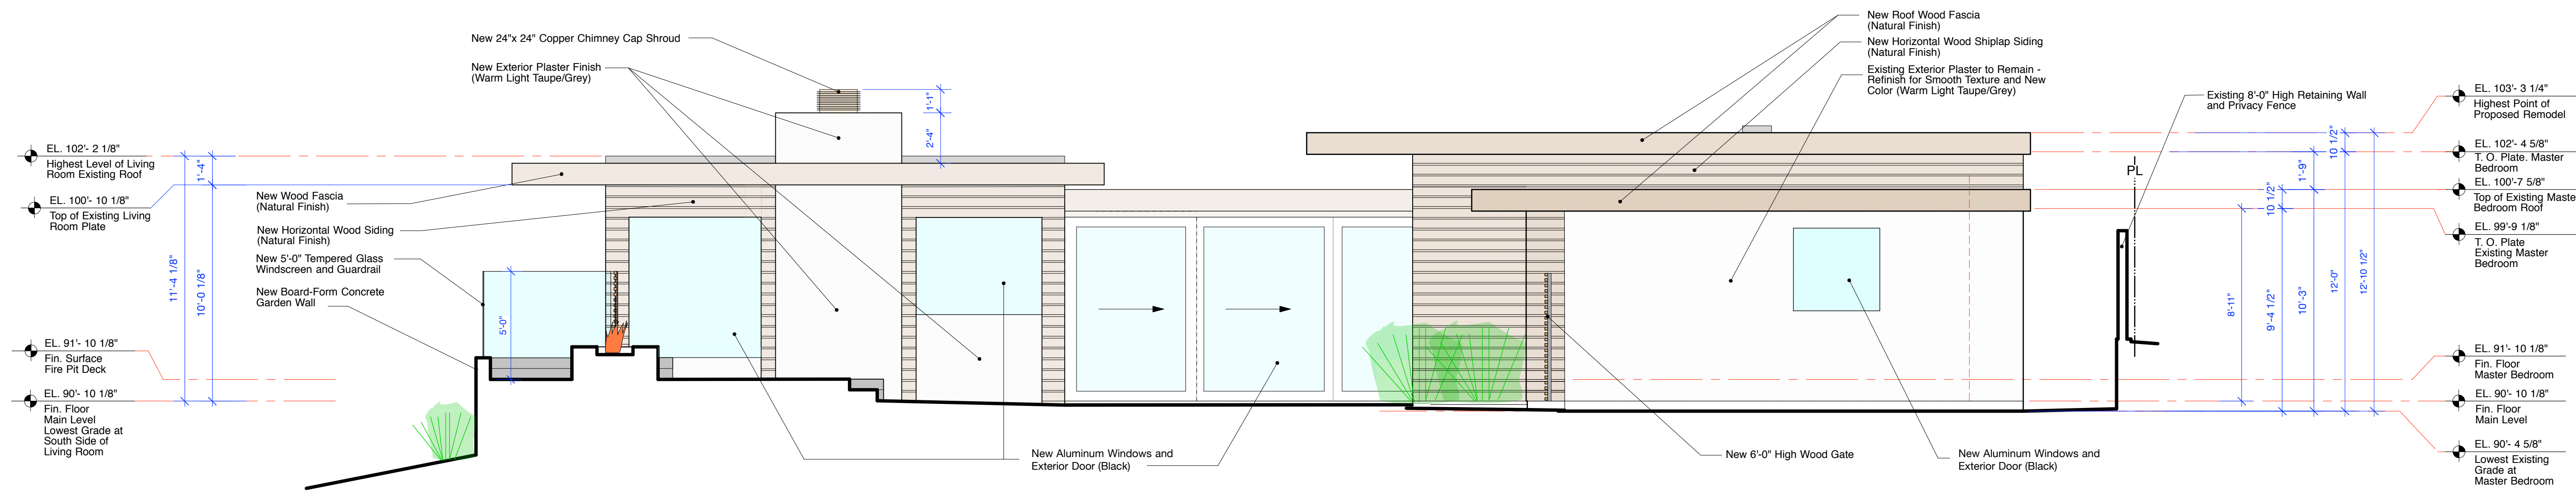 New 24"x 24" Copper Chimney Cap Shroud
New Exterior Plaster Finish
(Warm Light Taupe/Grey)
EL. 102'- 2 1/8"
Highest Level of Living
Room Existing Roof
EL. 100'- 10 1/8"
Top of Existing Living
Room Plate
EL. 91'- 10 1/8"
Fin. Surface
Fire Pit Deck
EL. 90'- 10 1/8"
Fin. Floor
Main Level
Lowest Grade at
South Side of
Living Room
11'-4 1/8"
1'-4"
10'-0 1/8"
New Wood Fascia
(Natural Finish)
New Horizontal Wood Siding
(Natural Finish)
New 5'-0" Tempered Glass
Windscreen and Guardrail
New Board-Form Concrete
Garden Wall
5'-0"
1'-1"
2'-4"
New Aluminum Windows and
Exterior Door (Black)
New Roof Wood Fascia
(Natural Finish)
New Horizontal Wood Shiplap Siding
(Natural Finish)
Existing Exterior Plaster to Remain -
Refinish for Smooth Texture and New
Color (Warm Light Taupe/Grey)
New 6'-0" High Wood Gate
New Aluminum Windows and
Exterior Door (Black)
Existing 8'-0" High Retaining Wall
and Privacy Fence
PL
8'-11"
10 1/2"
9'-4 1/2"
1'-9"
10'-3"
10 1/2"
12'-0"
12'-10 1/2"
EL. 103'- 3 1/4"
Highest Point of
Proposed Remodel
EL. 102'- 4 5/8"
T. O. Plate. Master
Bedroom
EL. 100'-7 5/8"
Top of Existing Maste
Bedroom Roof
EL. 99'-9 1/8"
T. O. Plate
Existing Master
Bedroom
EL. 91'- 10 1/8"
Fin. Floor
Master Bedroom
EL. 90'- 10 1/8"
Fin. Floor
Main Level
EL. 90'- 4 5/8"
Lowest Existing
Grade at
Master Bedroom